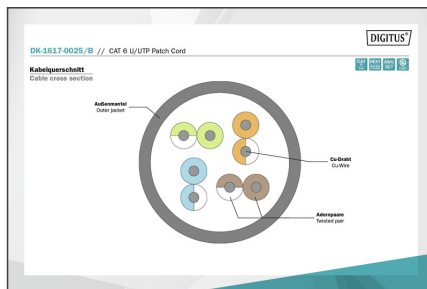 DIGITUS®
DK-1617-0025/B // CAT 6 U/UTP Patch Cord
Kabelquerschnitt
Cable cross section
Außenmantel
Outer jacket
Cu-Draht
Cu-Wire
Adernpaare
Twisted pair